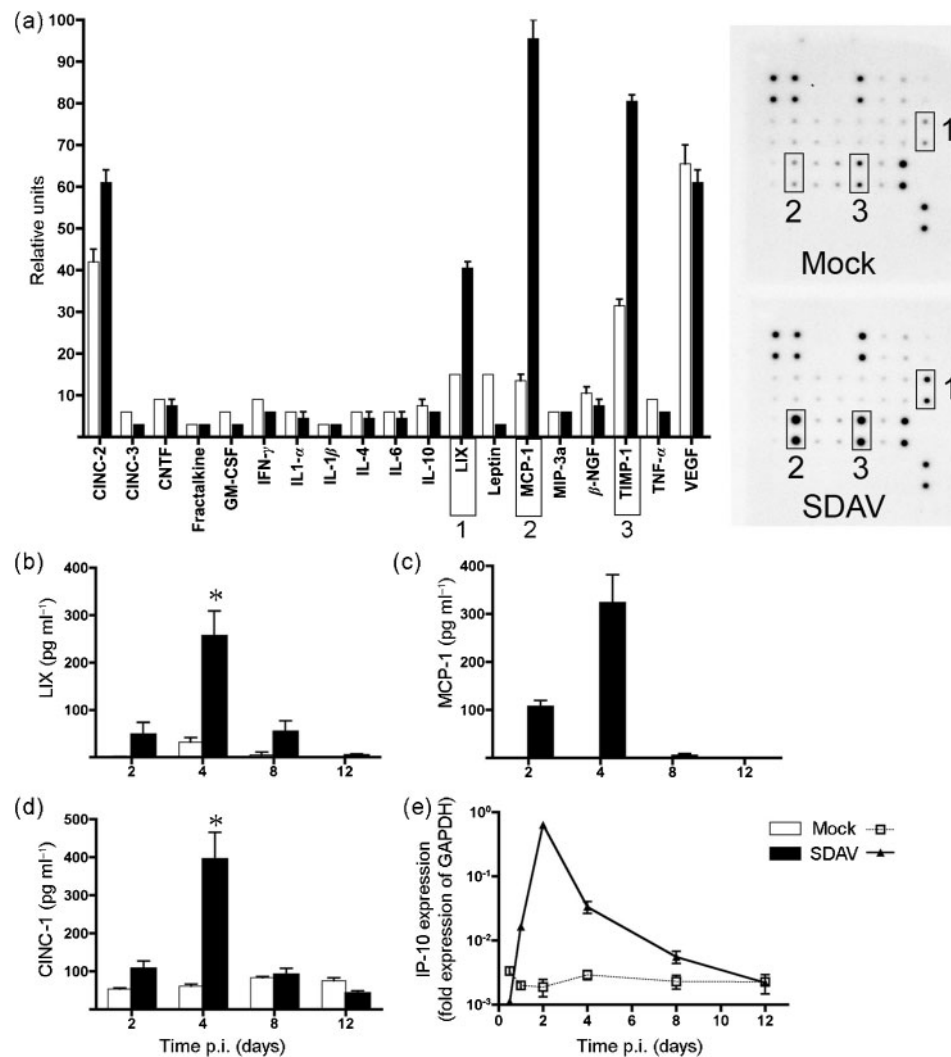 (a)
Relative units
100
90
80
70
60
50
40
30
20
10
CINC-2
CINC-3
CNTF
Fractalkine
GM-CSF
IFN-γ
IL1-α
IL-1β
IL-4
IL-6
IL-10
LIX
Leptin
MCP-1
MIP-3a
β-NGF
TIMP-1
TNF-α
VEGF
1
2
3
1
2
3
Mock
1
2
3
SDAV
(b)
LIX (pg ml⁻¹)
400
300
200
100
2
4
8
12
*
(c)
MCP-1 (pg ml⁻¹)
400
300
200
100
2
4
8
12
(d)
CINC-1 (pg ml⁻¹)
500
400
300
200
100
2
4
8
12
*
Time p.i. (days)
(e)
IP-10 expression
(fold expression of GAPDH)
10⁰
10⁻¹
10⁻²
10⁻³
0
2
4
6
8
10
12
Time p.i. (days)
Mock
SDAV